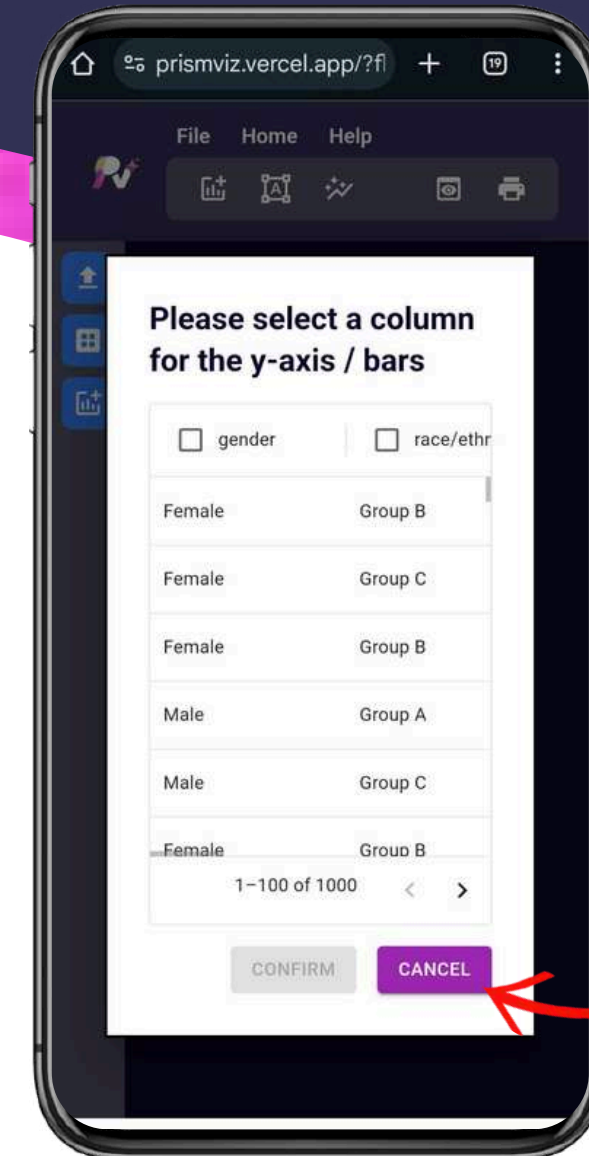 prismviz.vercel.app/?fl
19
File Home Help
A
Please select a column
for the y-axis / bars
gender race/ethr
Female Group B
Female Group C
Female Group B
Male Group A
Male Group C
Female Group B
1–100 of 1000
CONFIRM CANCEL